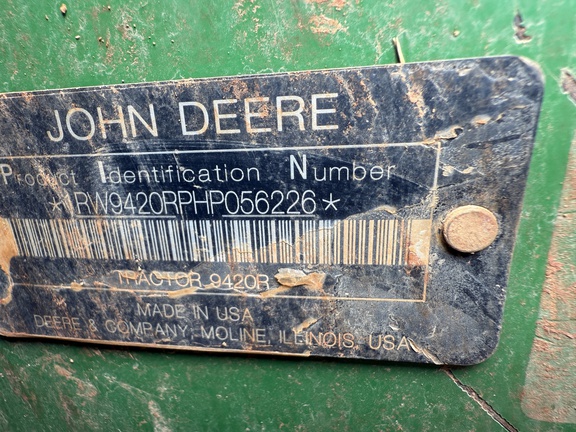 JOHN DEERE
Product Identification Number
*1RW9420RPHP056226*
TRACTOR 9420R
MADE IN USA
DEERE & COMPANY, MOLINE, ILLINOIS, USA